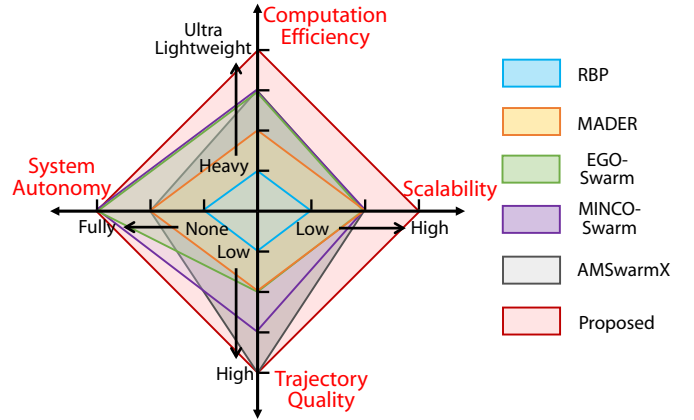 Computation
Efficiency
Ultra
Lightweight
Heavy
System
Autonomy
Scalability
Fully
None
Low
High
Low
High
Trajectory
Quality
RBP
MADER
EGO-
Swarm
MINCO-
Swarm
AMSwarmX
Proposed